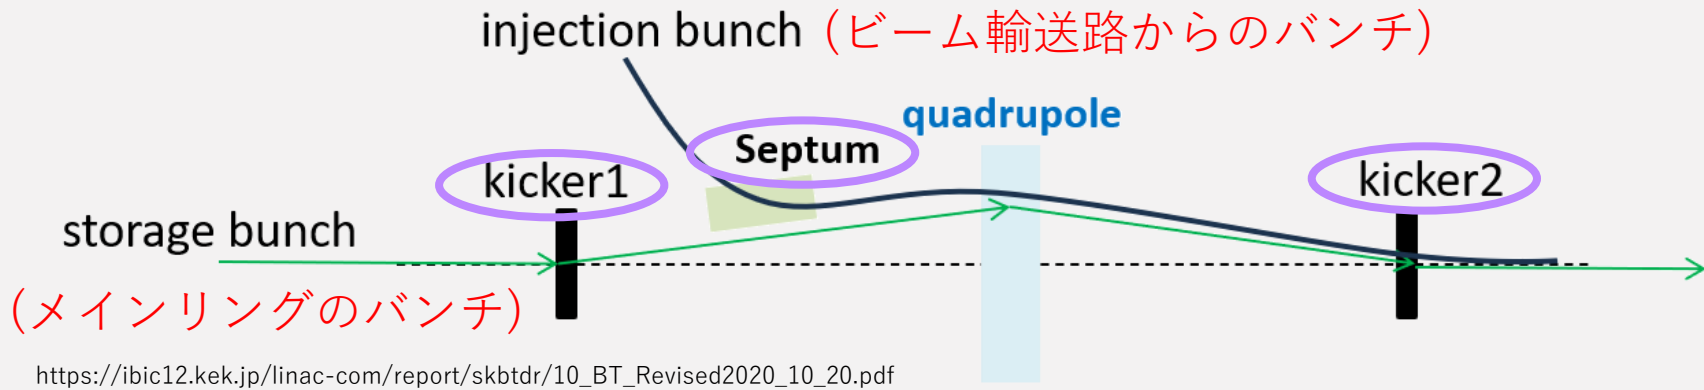 injection bunch (ビーム輸送路からのバンチ)
quadrupole
Septum
kicker1
kicker2
storage bunch
(メインリングのバンチ)
https://ibic12.kek.jp/linac-com/report/skbtdr/10_BT_Revised2020_10_20.pdf